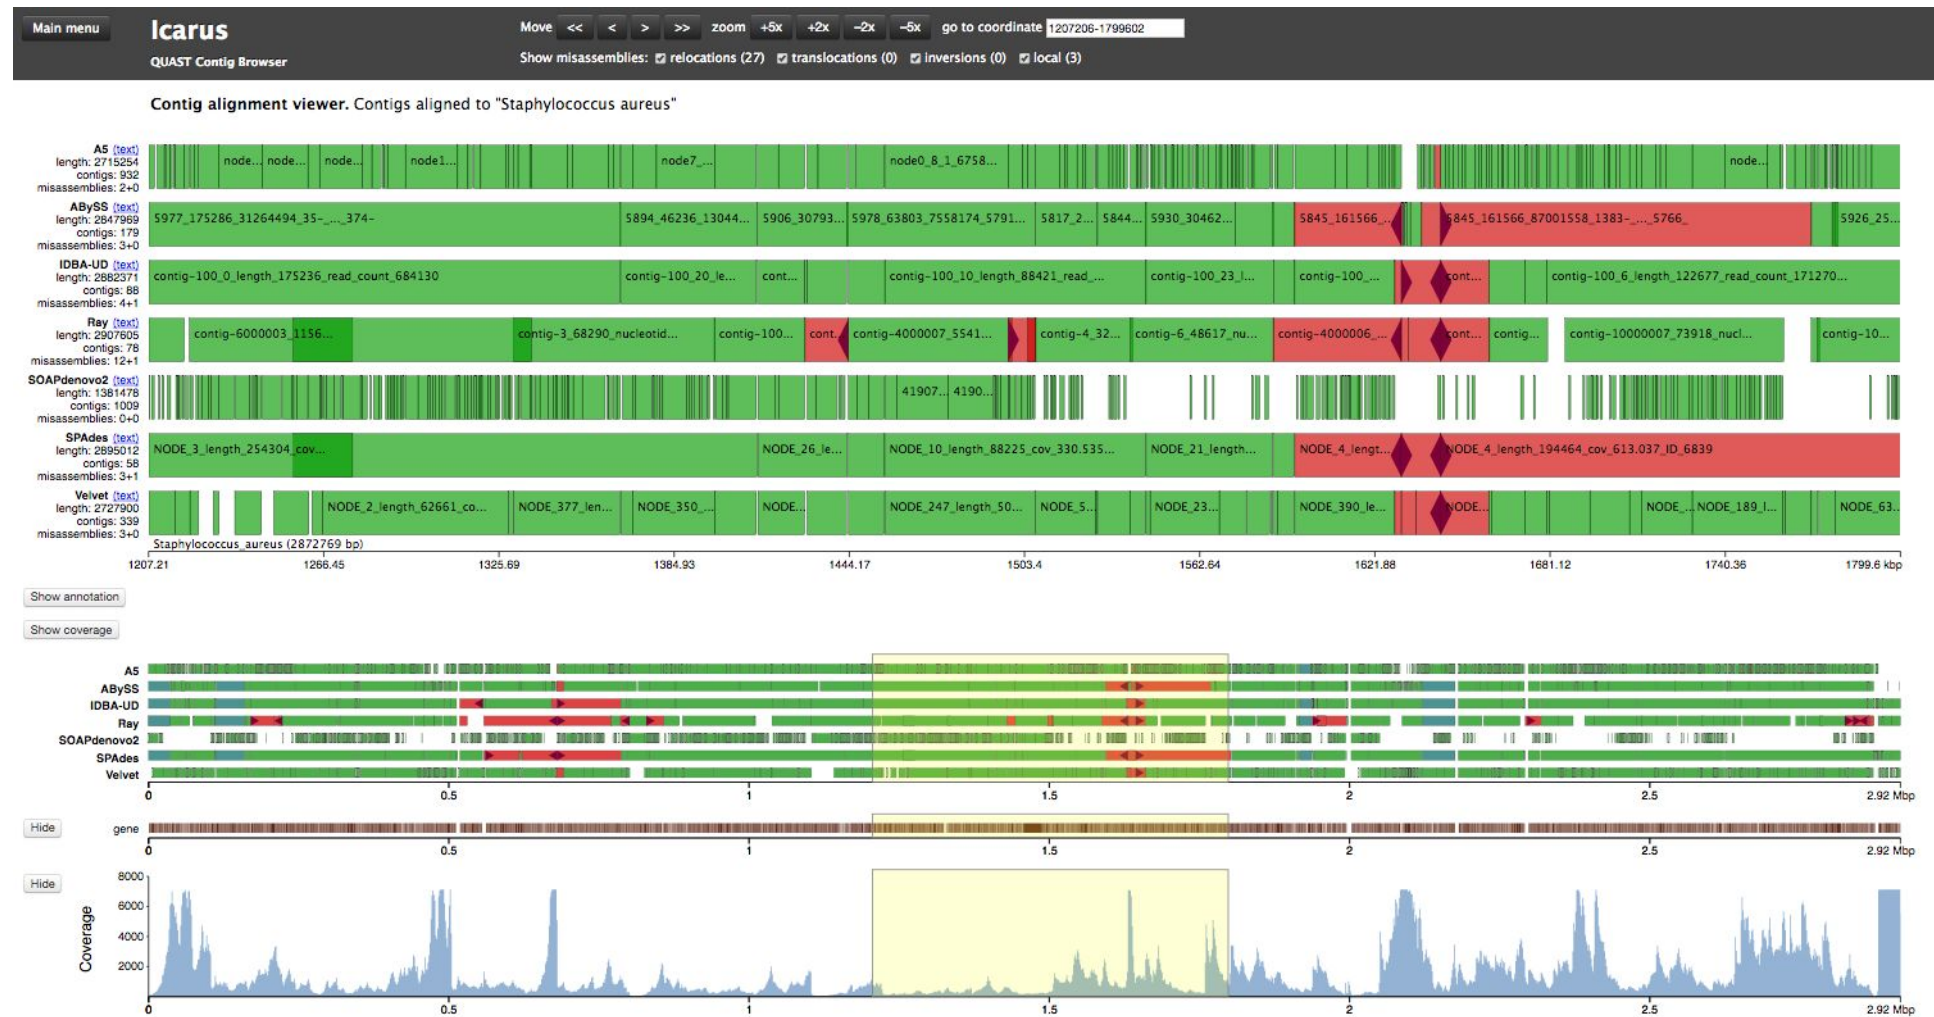 Main menu
Icarus
QUAST Contig Browser
Move << < > >> zoom +5x +2x –2x –5x go to coordinate 1207206-1799602
Show misassemblies: relocations (27) translocations (0) inversions (0) local (3)
Contig alignment viewer. Contigs aligned to "Staphylococcus aureus"
A5 (text)
length: 2715254
contigs: 932
misassemblies: 2+0
node... node... node... node1... node7_... node0_8_1_6758... node...
ABySS (text)
length: 2847969
contigs: 179
misassemblies: 3+0
5977_175286_31264494_35-_..._374- 5894_46236_13044... 5906_30793... 5978_63803_7558174_5791... 5817_2... 5844... 5930_30462... 5845_161566_... 5845_161566_87001558_1383-_..._5766_ 5926_25...
IDBA-UD (text)
length: 2882371
contigs: 88
misassemblies: 4+1
contig-100_0_length_175236_read_count_684130 contig-100_20_le... cont... contig-100_10_length_88421_read_... contig-100_23_l... contig-100_... cont... contig-100_6_length_122677_read_count_171270...
Ray (text)
length: 2907605
contigs: 78
misassemblies: 12+1
contig-6000003_1156... contig-3_68290_nucleotid... contig-100... cont... contig-4000007_5541... contig-4_32... contig-6_48617_nu... contig-4000006_... cont... contig... contig-10000007_73918_nucl... contig-10...
SOAPdenovo2 (text)
length: 1381478
contigs: 1009
misassemblies: 0+0
41907... 4190...
SPAdes (text)
length: 2895012
contigs: 58
misassemblies: 3+1
NODE_3_length_254304_cov... NODE_26_le... NODE_10_length_88225_cov_330.535... NODE_21_length... NODE_4_lengt... NODE_4_length_194464_cov_613.037_ID_6839
Velvet (text)
length: 2727900
contigs: 339
misassemblies: 3+0
NODE_2_length_62661_co... NODE_377_len... NODE_350_... NODE... NODE_247_length_50... NODE_5... NODE_23... NODE_390_le... NODE... NODE_... NODE_189_l... NODE_63...
Staphylococcus_aureus (2872769 bp)
1207.21 1266.45 1325.69 1384.93 1444.17 1503.4 1562.64 1621.88 1681.12 1740.36 1799.6 kbp
Show annotation
Show coverage
A5
ABySS
IDBA-UD
Ray
SOAPdenovo2
SPAdes
Velvet
0 0.5 1 1.5 2 2.5 2.92 Mbp
Hide gene
0 0.5 1 1.5 2 2.5 2.92 Mbp
Hide
Coverage
8000
6000
4000
2000
0 0.5 1 1.5 2 2.5 2.92 Mbp